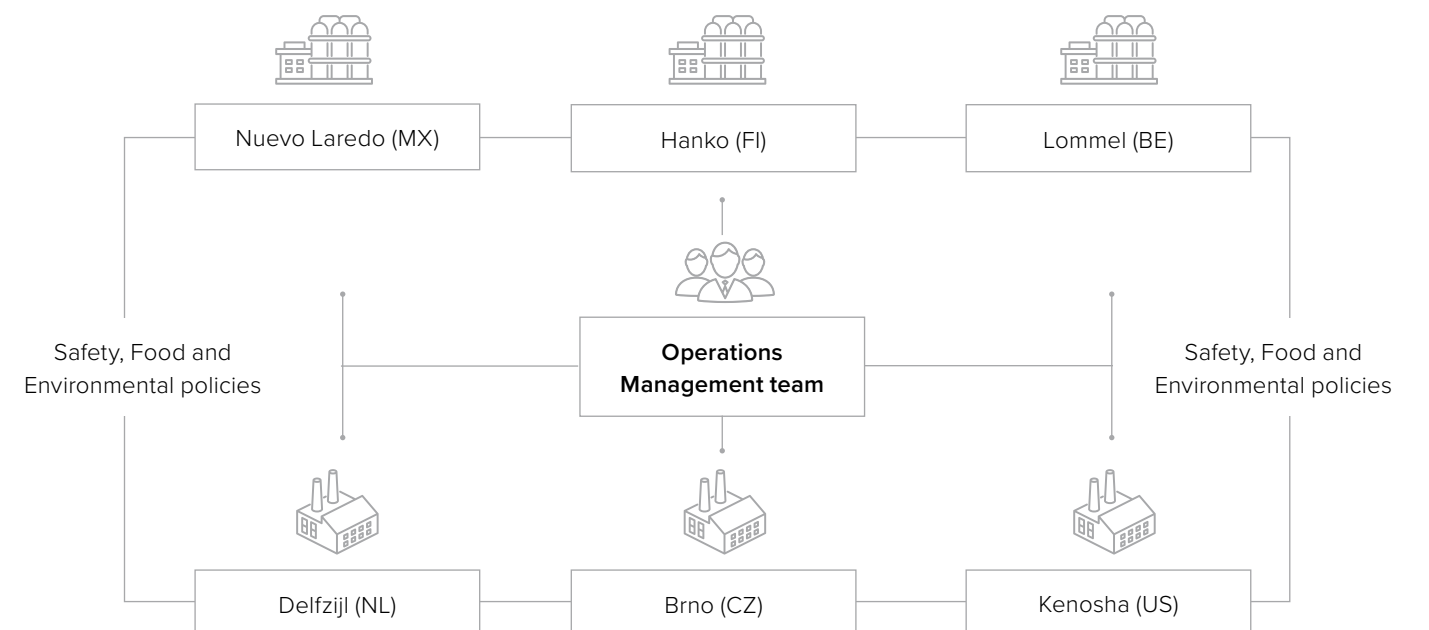 Nuevo Laredo (MX)
Hanko (FI)
Lommel (BE)
Safety, Food and
Environmental policies
Operations
Management team
Safety, Food and
Environmental policies
Delfzijl (NL)
Brno (CZ)
Kenosha (US)